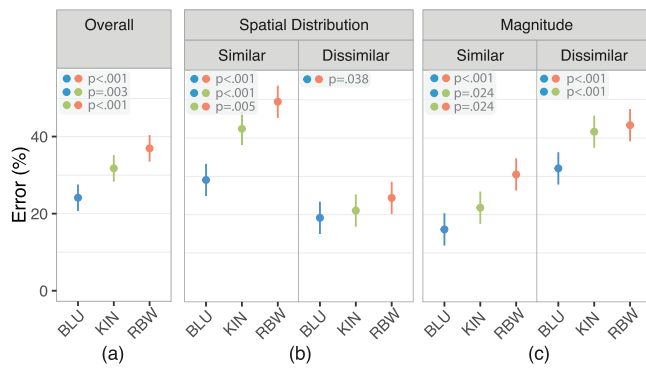 Overall
Spatial Distribution
Magnitude
Similar
Dissimilar
Similar
Dissimilar
p<.001
p=.003
p<.001
p<.001
p<.001
p=.005
p=.038
p<.001
p=.024
p=.024
p<.001
p<.001
Error (%)
40
20
0
BLU
KIN
RBW
BLU
KIN
RBW
BLU
KIN
RBW
BLU
KIN
RBW
BLU
KIN
RBW
(a)
(b)
(c)